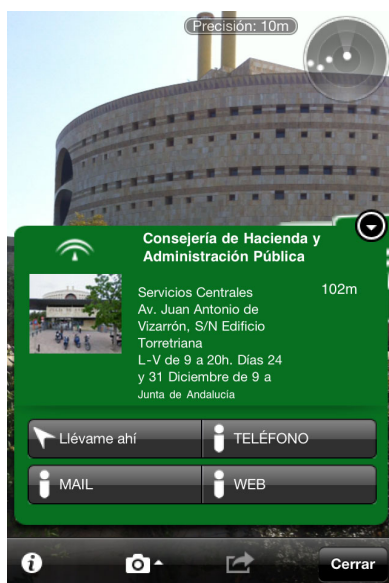 Precisión: 10m
Consejería de Hacienda y
Administración Pública
Servicios Centrales
102m
Av. Juan Antonio de
Vizarrón, S/N Edificio
Torretriana
L-V de 9 a 20h. Días 24
y 31 Diciembre de 9 a
Junta de Andalucia
Llévame ahí
TELÉFONO
MAIL
WEB
Cerrar